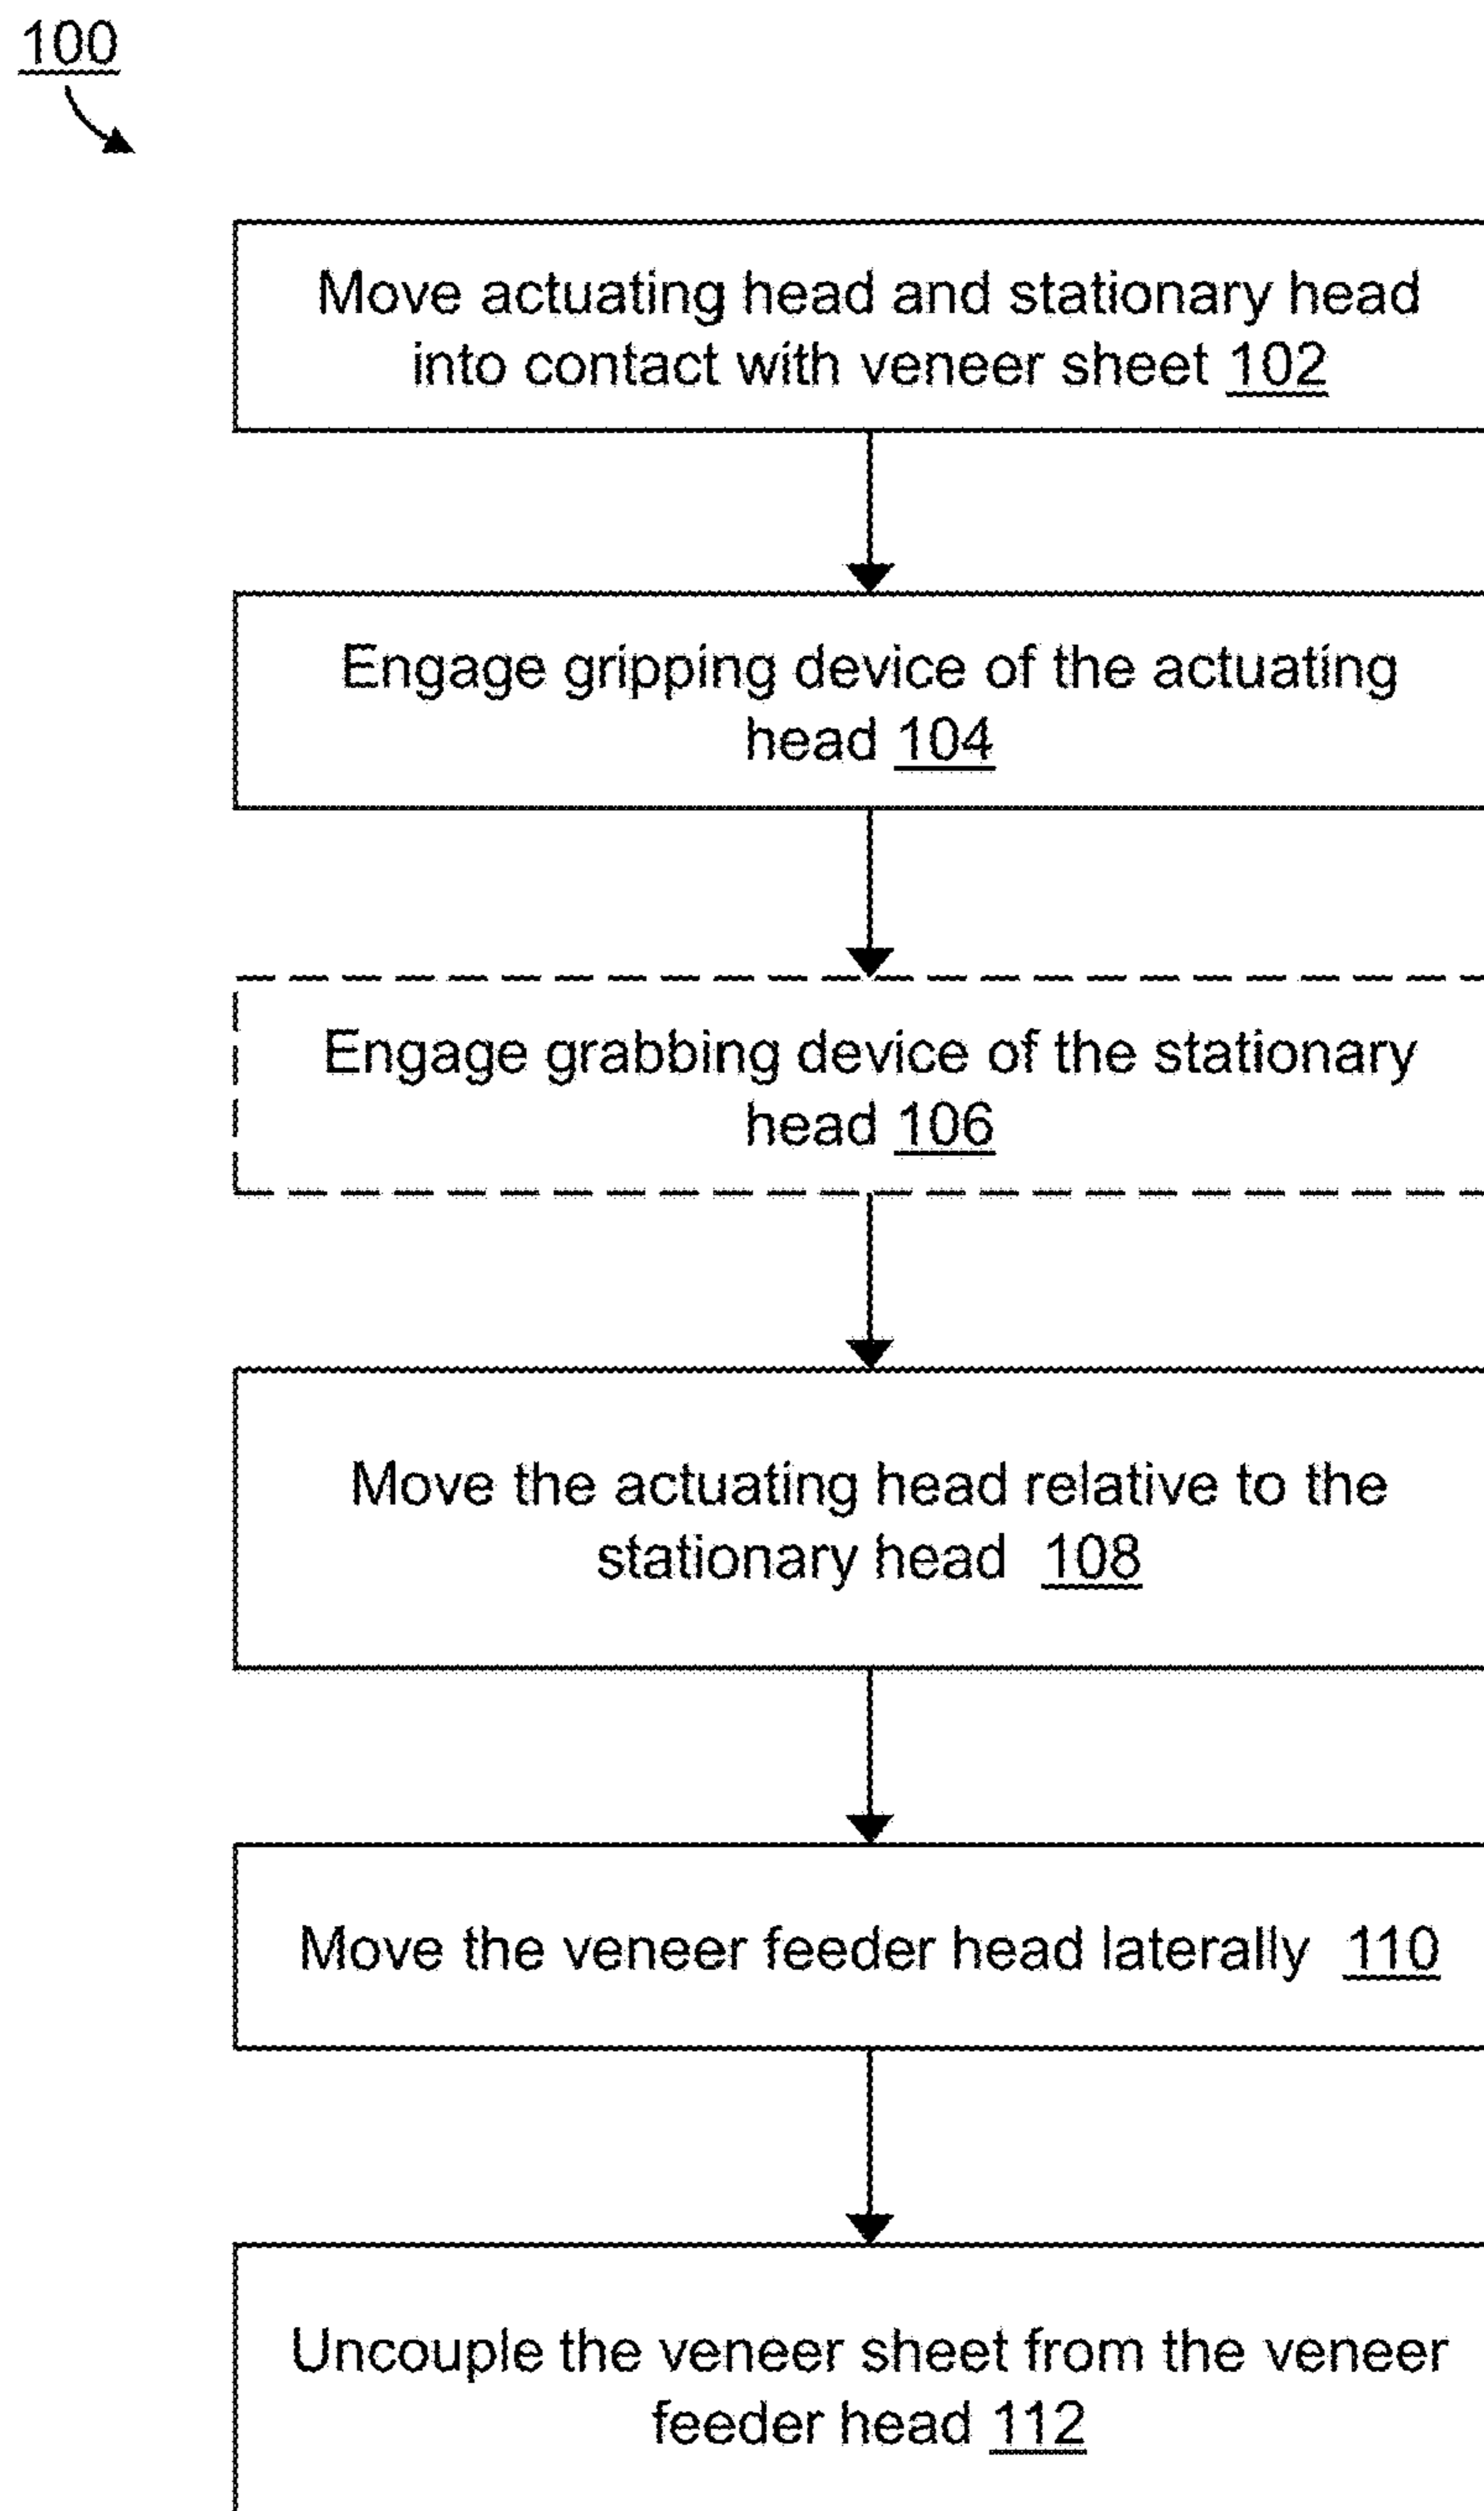 100
Move actuating head and stationary head
into contact with veneer sheet 102
Engage gripping device of the actuating
head 104
Engage grabbing device of the stationary
head 106
Move the actuating head relative to the
stationary head 108
Move the veneer feeder head laterally 110
Uncouple the veneer sheet from the veneer
feeder head 112